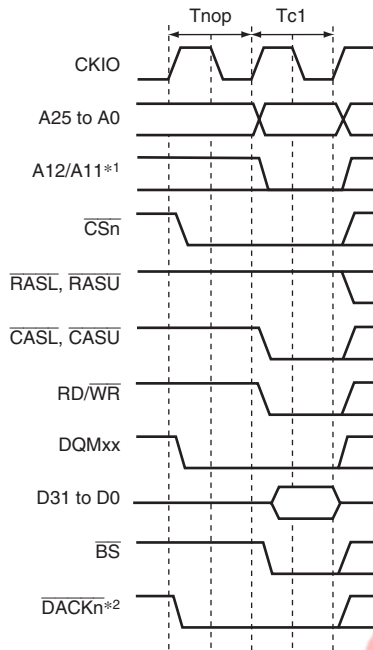 Tnop Tc1
CKIO
A25 to A0
A12/A11*1
CSn
RASL, RASU
CASL, CASU
RD/WR
DQMxx
D31 to D0
BS
DACKn*2